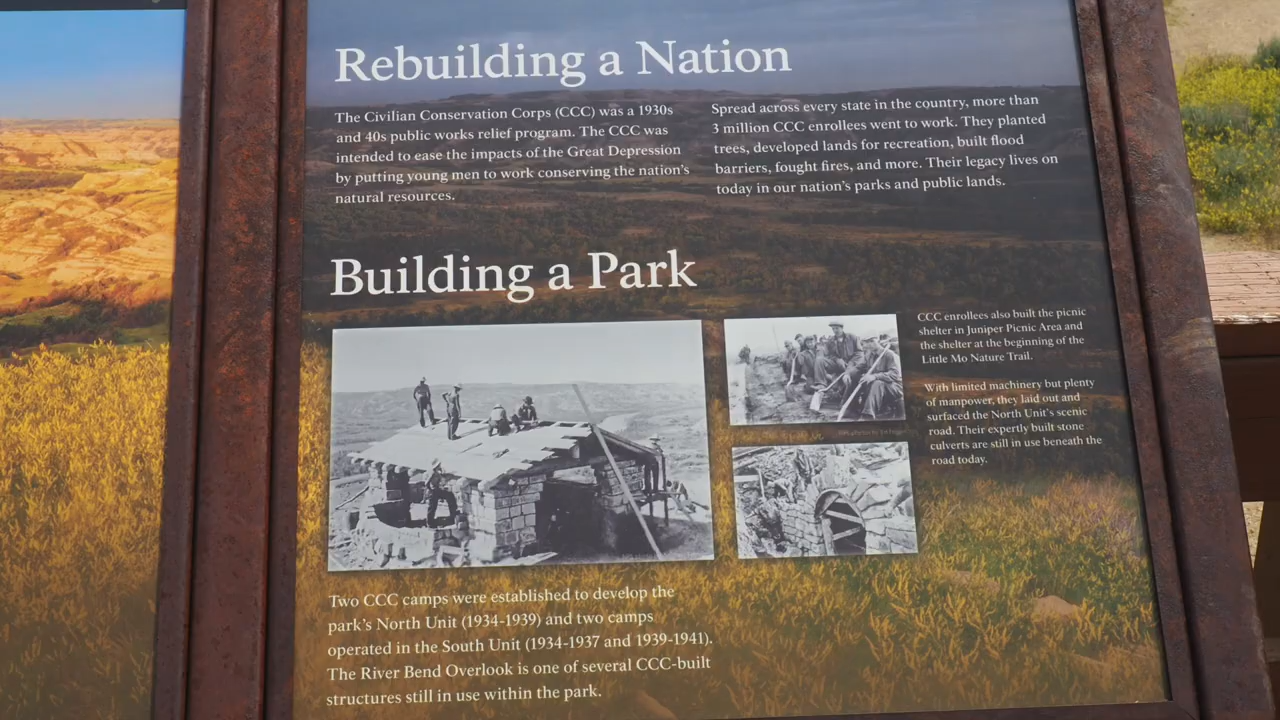 Rebuilding a Nation
The Civilian Conservation Corps (CCC) was a 1930s
and 40s public works relief program. The CCC was
intended to ease the impacts of the Great Depression
by putting young men to work conserving the nation's
natural resources.
Spread across every state in the country, more than
3 million CCC enrollees went to work. They planted
trees, developed lands for recreation, built flood
barriers, fought fires, and more. Their legacy lives on
today in our nation's parks and public lands.
Building a Park
CCC enrollees also built the picnic
shelter in Juniper Picnic Area and
the shelter at the beginning of the
Little Mo Nature Trail.
With limited machinery but plenty
of manpower, they laid out and
surfaced the North Unit's scenic
road. Their expertly built stone
culverts are still in use beneath the
road today.
Two CCC camps were established to develop the
park's North Unit (1934-1939) and two camps
operated in the South Unit (1934-1937 and 1939-1941).
The River Bend Overlook is one of several CCC-built
structures still in use within the park.